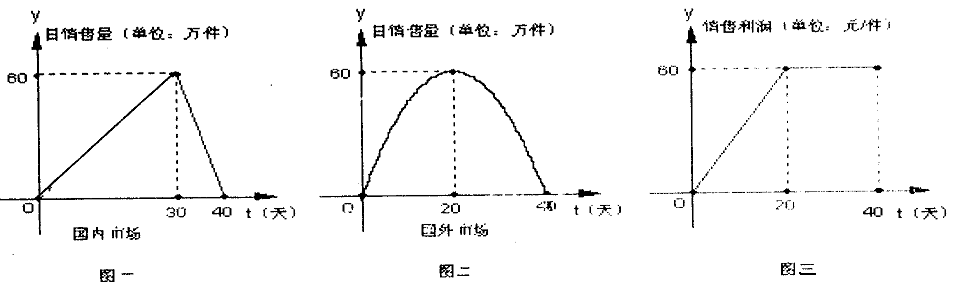 y
日销售量（单位：万件）
60
0
30
40
t（天）
国内市场
图一
y
日销售量（单位：万件）
60
0
20
40
t（天）
国外市场
图二
y
销售利润（单位：元/件）
60
0
20
40
t（天）
图三